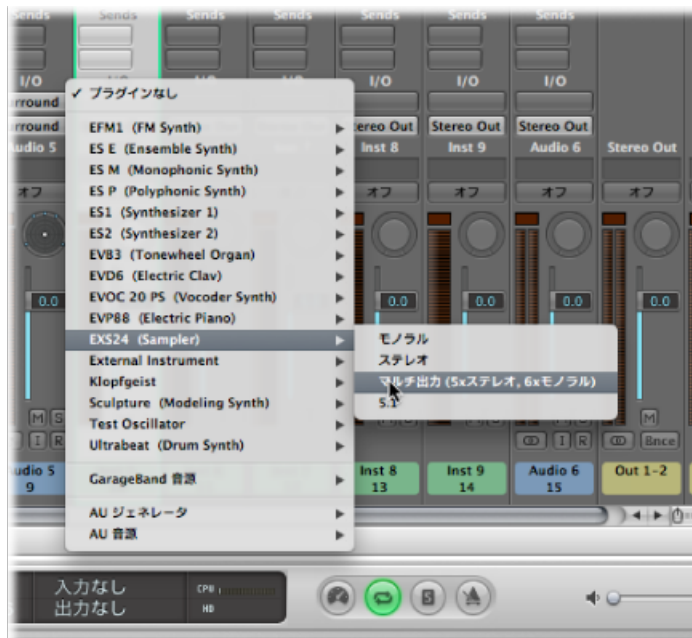 Sends Sends Sends Sends Sends Sends Sends
I/O I/O I/O I/O
✓ プラグインなし
EFM1 (FM Synth)
ES E (Ensemble Synth)
ES M (Monophonic Synth)
ES P (Polyphonic Synth)
ES1 (Synthesizer 1)
ES2 (Synthesizer 2)
EVB3 (Tonewheel Organ)
EVD6 (Electric Clav)
EVOC 20 PS (Vocoder Synth)
EVP88 (Electric Piano)
EXS24 (Sampler)
External Instrument
Klopfgeist
Sculpture (Modeling Synth)
Test Oscillator
Ultrabeat (Drum Synth)
GarageBand 音源
AU ジェネレータ
AU 音源
モノラル
ステレオ
マルチ出力 (5xステレオ, 6xモノラル)
5.1
Stereo Out Stereo Out
Audio 5 Inst 8 Inst 9 Audio 6 Stereo Out
オフ オフ オフ オフ オフ
0.0 0.0 0.0 0.0 0.0
M S M
I R I R Bnce
Audio 5 Inst 8 Inst 9 Audio 6 Out 1-2
9 13 14 15
入力なし CPU
出力なし HD
S